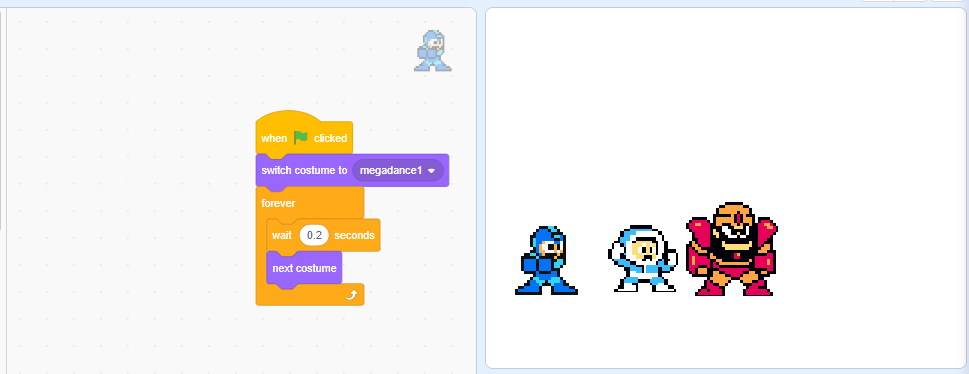 when clicked
switch costume to megadance1
forever
wait 0.2 seconds
next costume